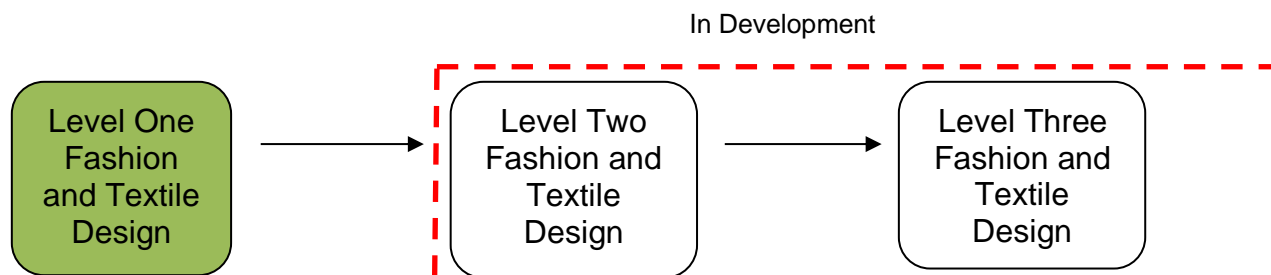 In Development
Level One
Fashion
and Textile
Design
Level Two
Fashion and
Textile
Design
Level Three
Fashion and
Textile
Design